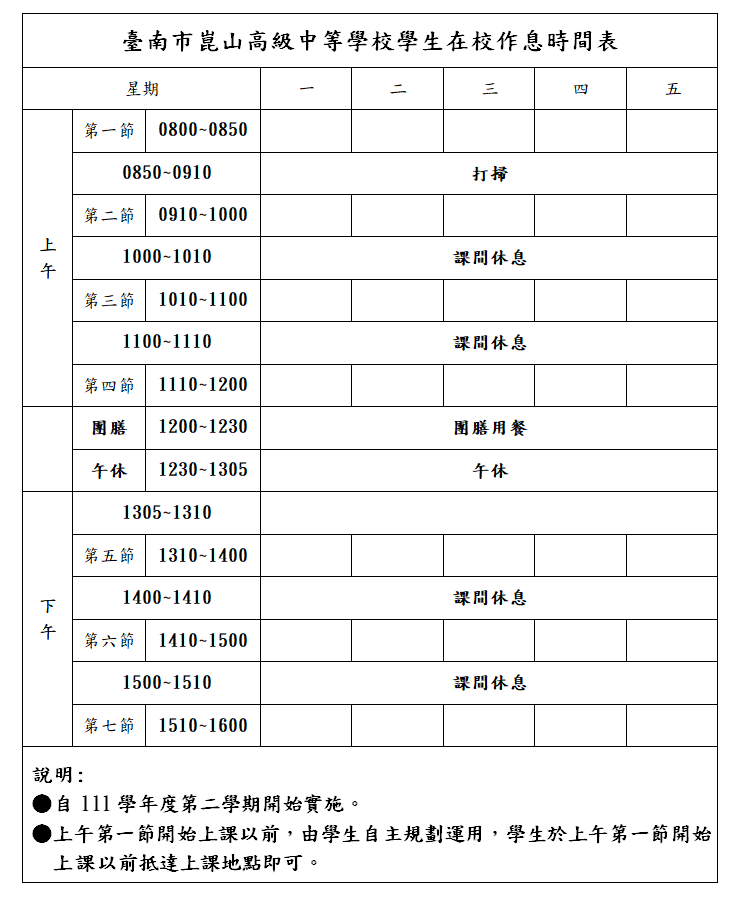 臺南市崑山高級中等學校學生在校作息時間表
星期 一 二 三 四 五
上午
第一節 0800~0850
0850~0910 打掃
第二節 0910~1000
1000~1010 課間休息
第三節 1010~1100
1100~1110 課間休息
第四節 1110~1200
團膳 1200~1230 團膳用餐
午休 1230~1305 午休
下午
1305~1310
第五節 1310~1400
1400~1410 課間休息
第六節 1410~1500
1500~1510 課間休息
第七節 1510~1600
說明:
●自 111 學年度第二學期開始實施。
●上午第一節開始上課以前，由學生自主規劃運用，學生於上午第一節開始
上課以前抵達上課地點即可。